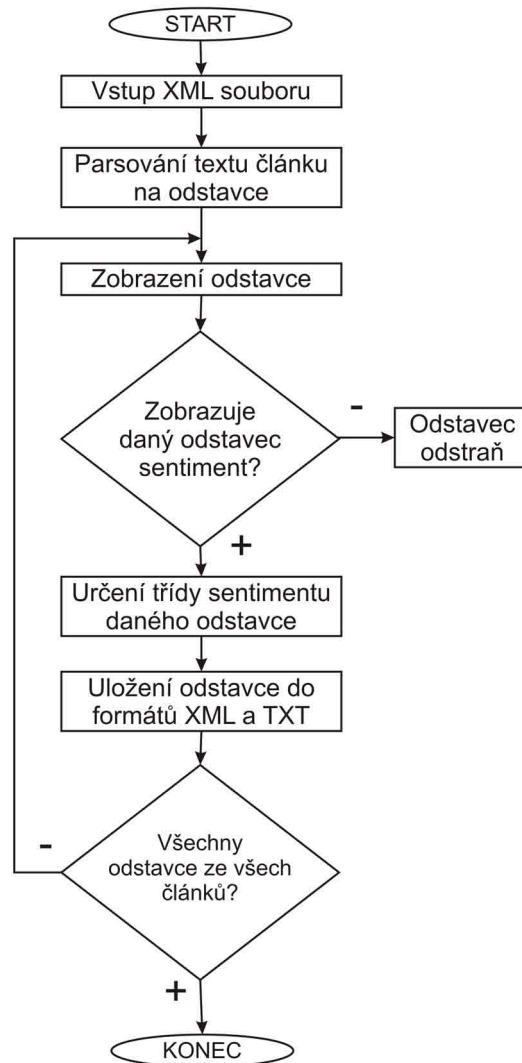 START
Vstup XML souboru
Parsování textu článku
na odstavce
Zobrazení odstavce
Zobrazuje
daný odstavec
sentiment?
-
Odstavec
odstraň
+
Určení třídy sentimentu
daného odstavce
Uložení odstavce do
formátů XML a TXT
Všechny
odstavce ze všech
článků?
-
+
KONEC